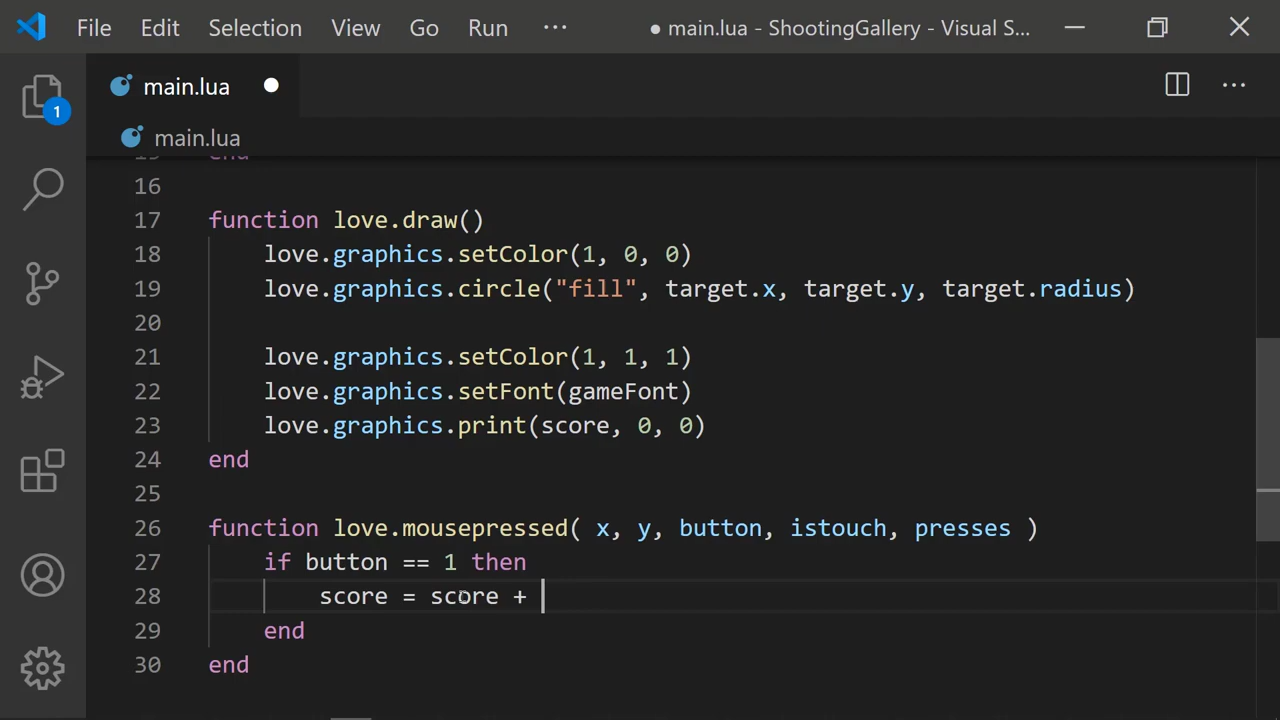 File Edit Selection View Go Run ··· ● main.lua - ShootingGallery - Visual S...
main.lua
main.lua
1
15 end
16
17 function love.draw()
18 love.graphics.setColor(1, 0, 0)
19 love.graphics.circle("fill", target.x, target.y, target.radius)
20
21 love.graphics.setColor(1, 1, 1)
22 love.graphics.setFont(gameFont)
23 love.graphics.print(score, 0, 0)
24 end
25
26 function love.mousepressed( x, y, button, istouch, presses )
27 if button == 1 then
28 score = score +
29 end
30 end